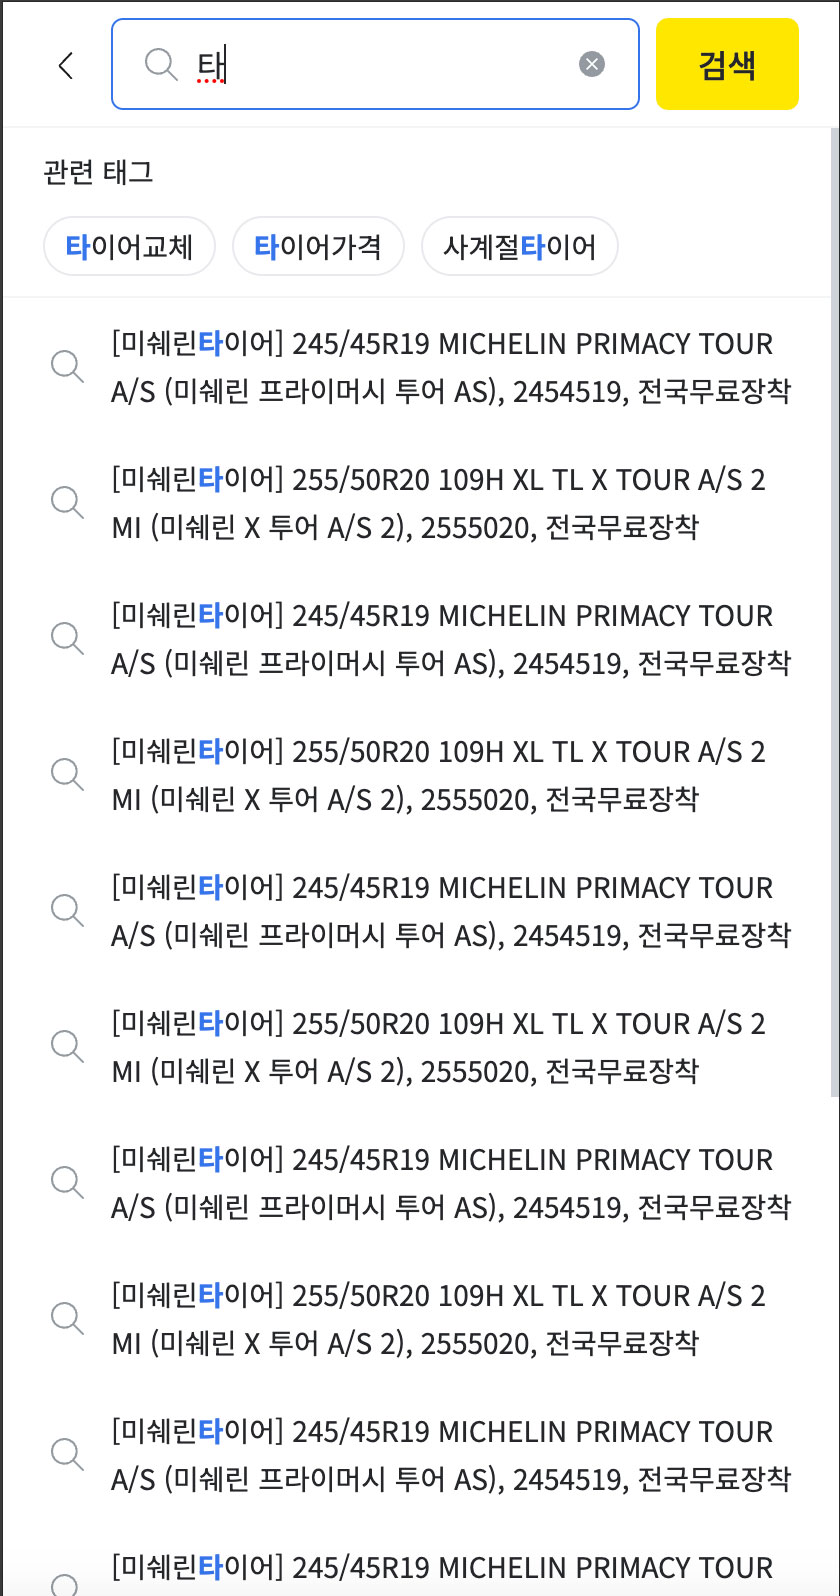 타
검색
관련 태그
타이어교체
타이어가격
사계절타이어
[미쉐린타이어] 245/45R19 MICHELIN PRIMACY TOUR
A/S (미쉐린 프라이머시 투어 AS), 2454519, 전국무료장착
[미쉐린타이어] 255/50R20 109H XL TL X TOUR A/S 2
MI (미쉐린 X 투어 A/S 2), 2555020, 전국무료장착
[미쉐린타이어] 245/45R19 MICHELIN PRIMACY TOUR
A/S (미쉐린 프라이머시 투어 AS), 2454519, 전국무료장착
[미쉐린타이어] 255/50R20 109H XL TL X TOUR A/S 2
MI (미쉐린 X 투어 A/S 2), 2555020, 전국무료장착
[미쉐린타이어] 245/45R19 MICHELIN PRIMACY TOUR
A/S (미쉐린 프라이머시 투어 AS), 2454519, 전국무료장착
[미쉐린타이어] 255/50R20 109H XL TL X TOUR A/S 2
MI (미쉐린 X 투어 A/S 2), 2555020, 전국무료장착
[미쉐린타이어] 245/45R19 MICHELIN PRIMACY TOUR
A/S (미쉐린 프라이머시 투어 AS), 2454519, 전국무료장착
[미쉐린타이어] 255/50R20 109H XL TL X TOUR A/S 2
MI (미쉐린 X 투어 A/S 2), 2555020, 전국무료장착
[미쉐린타이어] 245/45R19 MICHELIN PRIMACY TOUR
A/S (미쉐린 프라이머시 투어 AS), 2454519, 전국무료장착
[미쉐린타이어] 245/45R19 MICHELIN PRIMACY TOUR